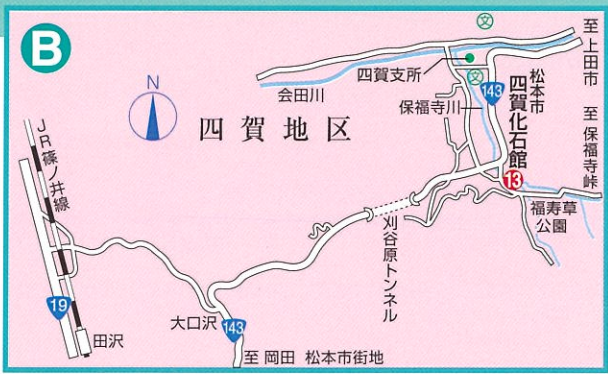 B
文
至上田市
四賀支所
文
143
松本市
四賀化石館
至保福寺峠
会田川
保福寺川
N
四賀地区
13
JR篠ノ井線
福寿草
公園
刈谷原トンネル
19
大口沢
143
田沢
至岡田 松本市街地